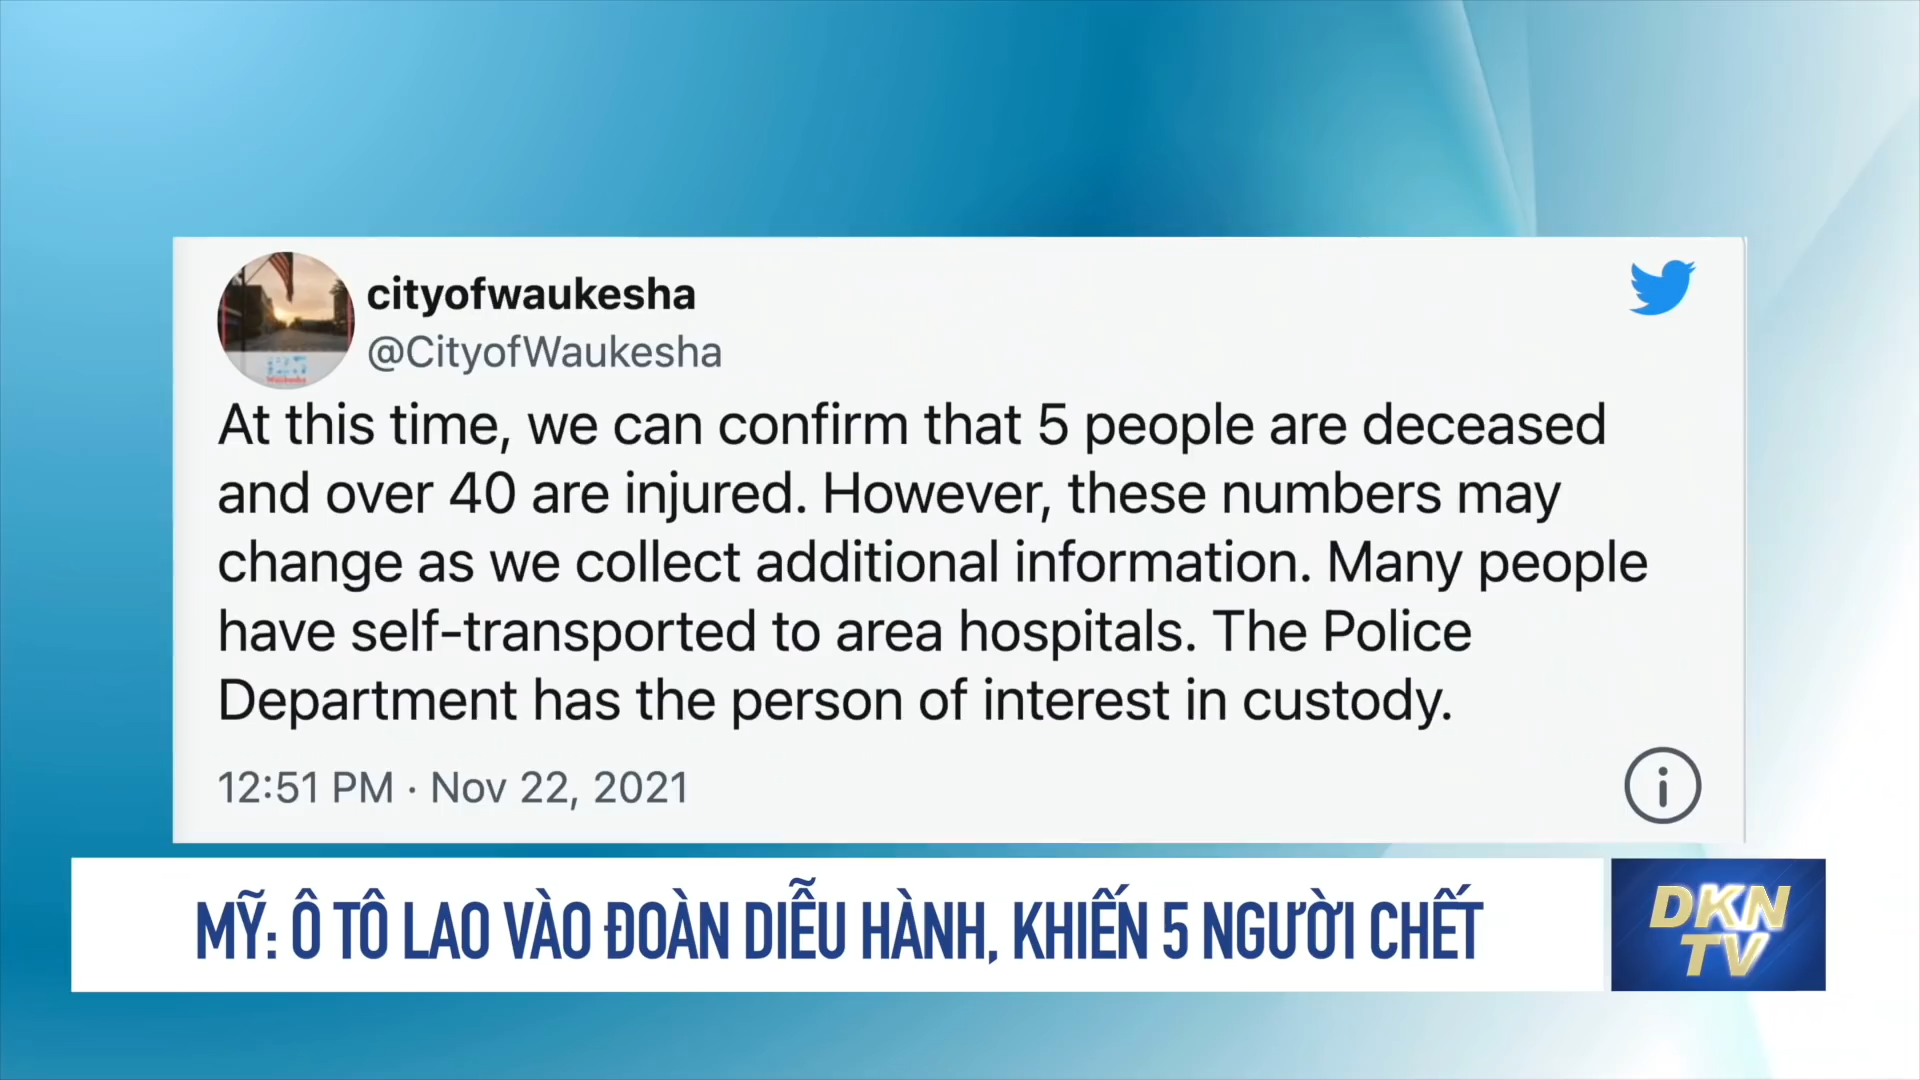 cityofwaukesha
@CityofWaukesha
At this time, we can confirm that 5 people are deceased
and over 40 are injured. However, these numbers may
change as we collect additional information. Many people
have self-transported to area hospitals. The Police
Department has the person of interest in custody.
12:51 PM · Nov 22, 2021
MỸ: Ô TÔ LAO VÀO ĐOÀN DIỄU HÀNH, KHIẾN 5 NGƯỜI CHẾT
DKN
TV